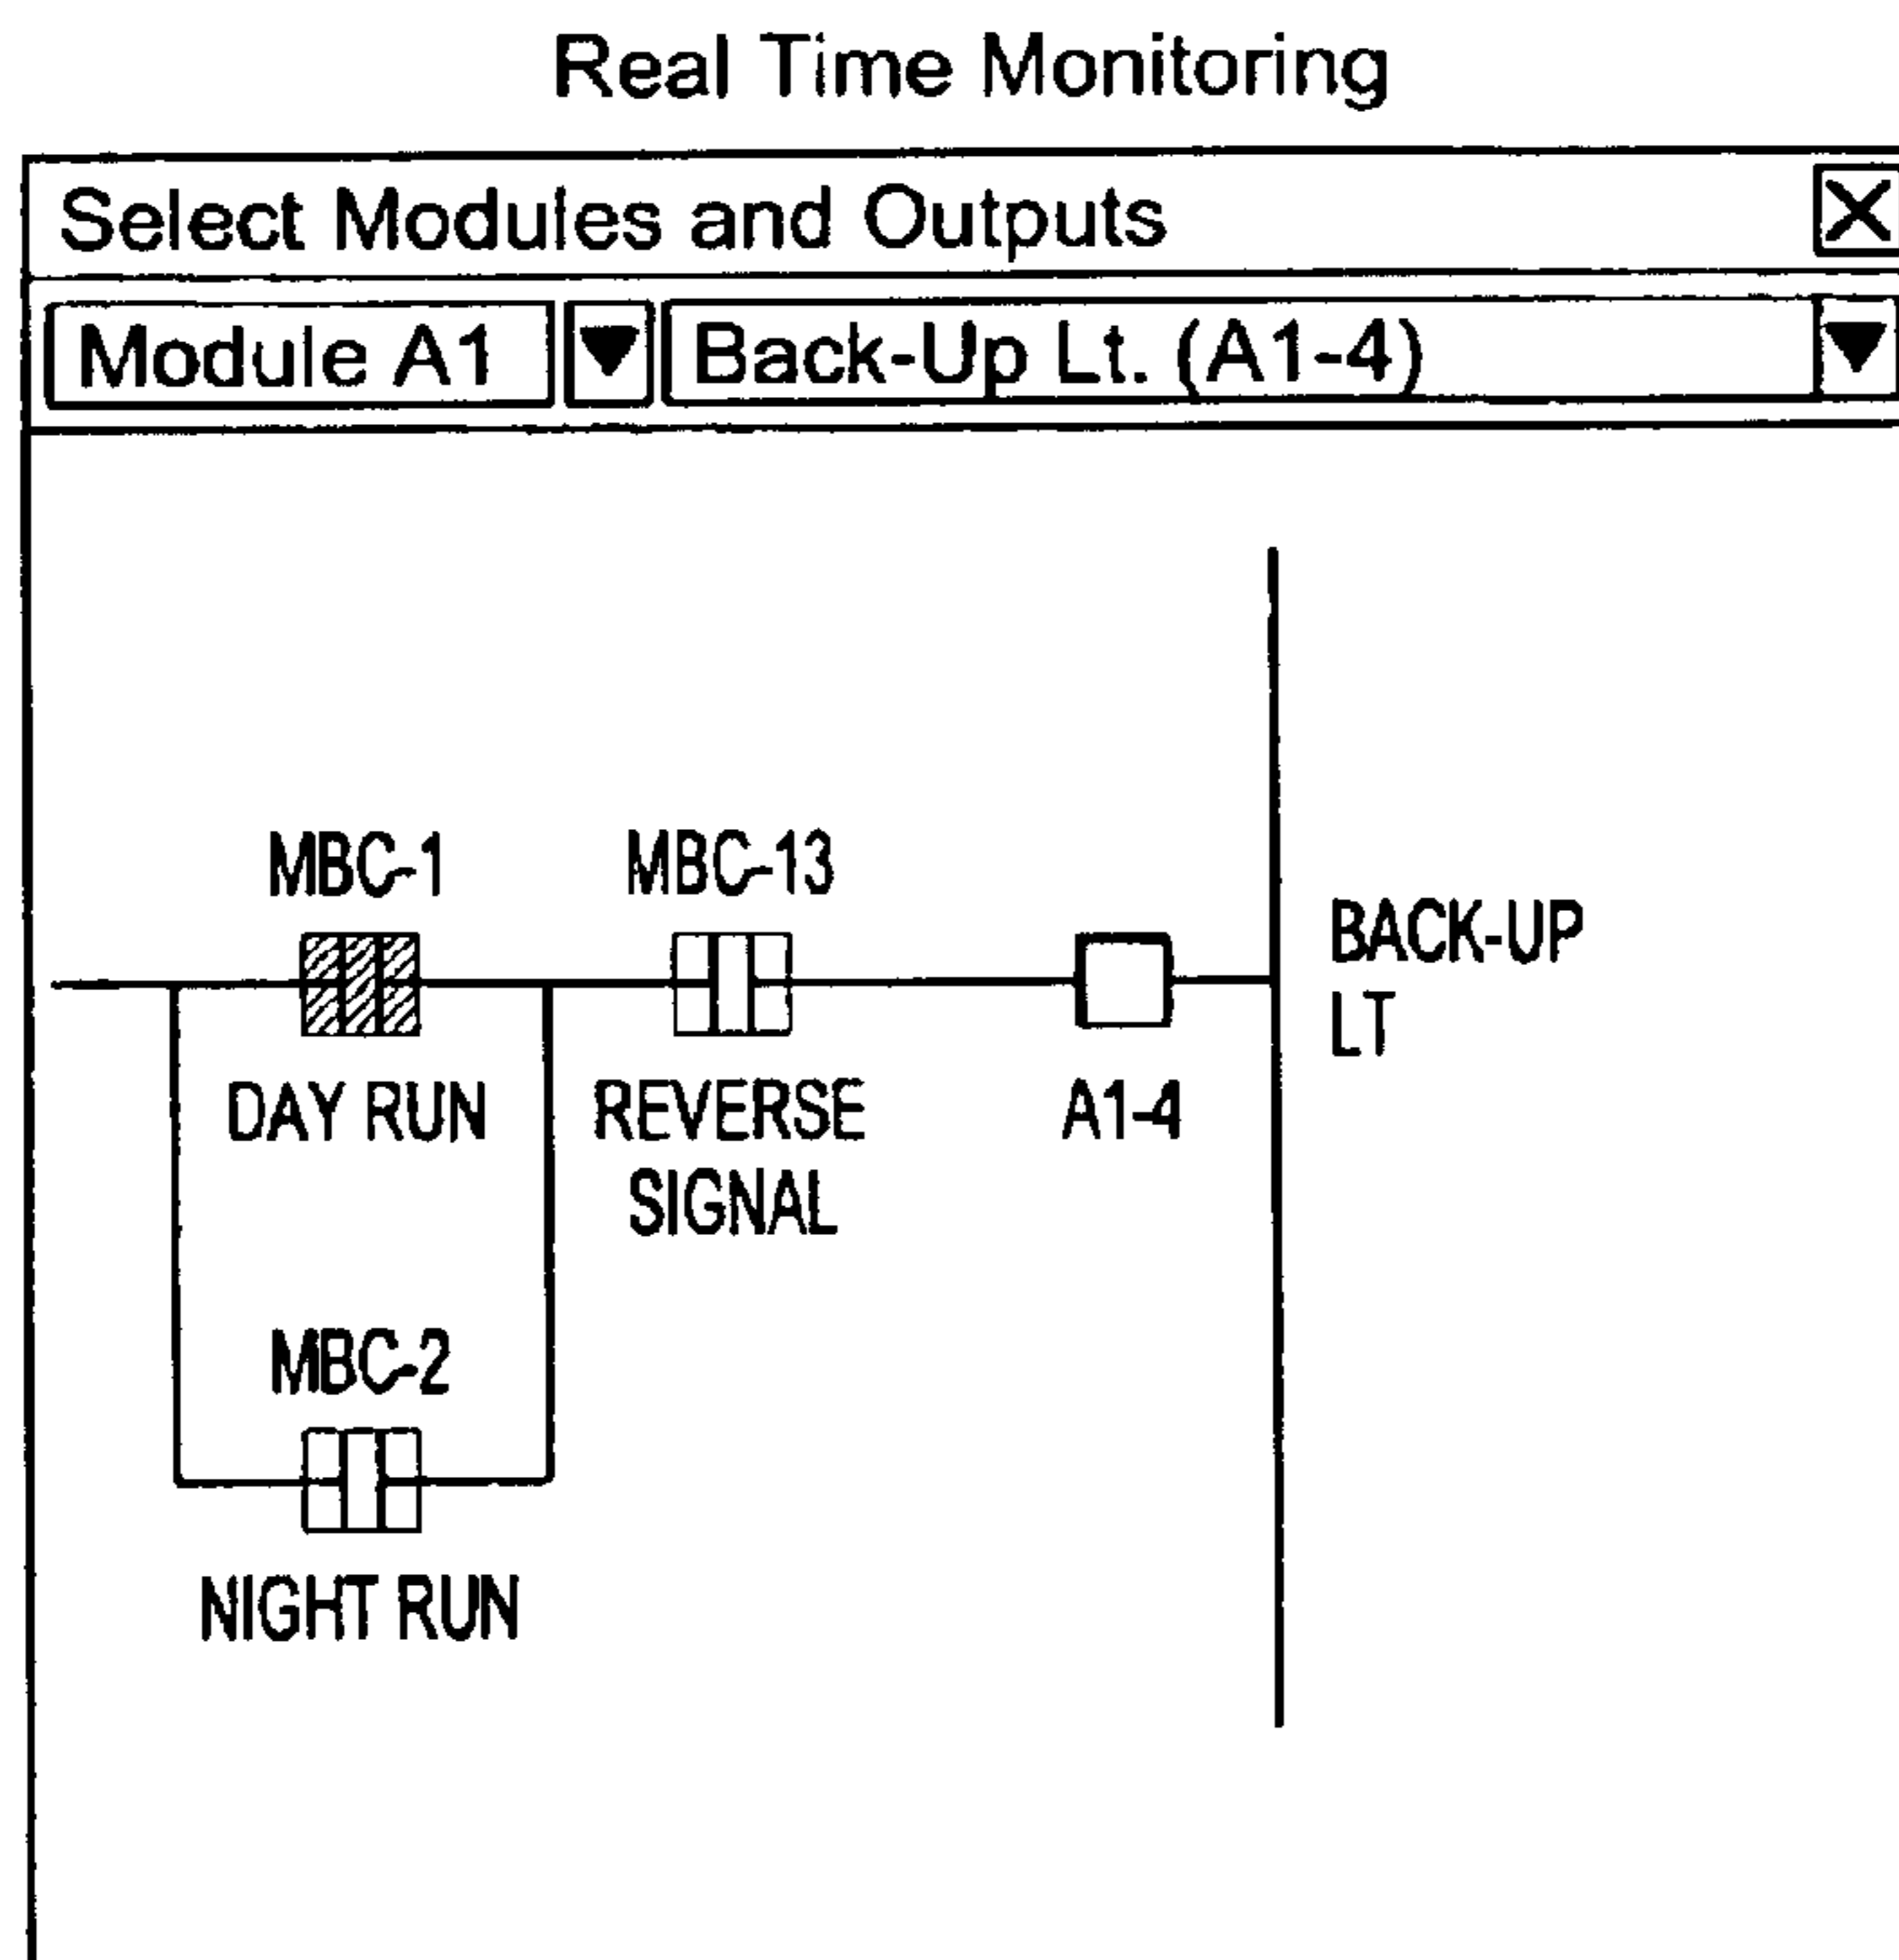 Real Time Monitoring
Select Modules and Outputs
Module A1
Back-Up Lt. (A1-4)
MBC-1
MBC-13
BACK-UP
LT
DAY RUN
REVERSE
SIGNAL
A1-4
MBC-2
NIGHT RUN